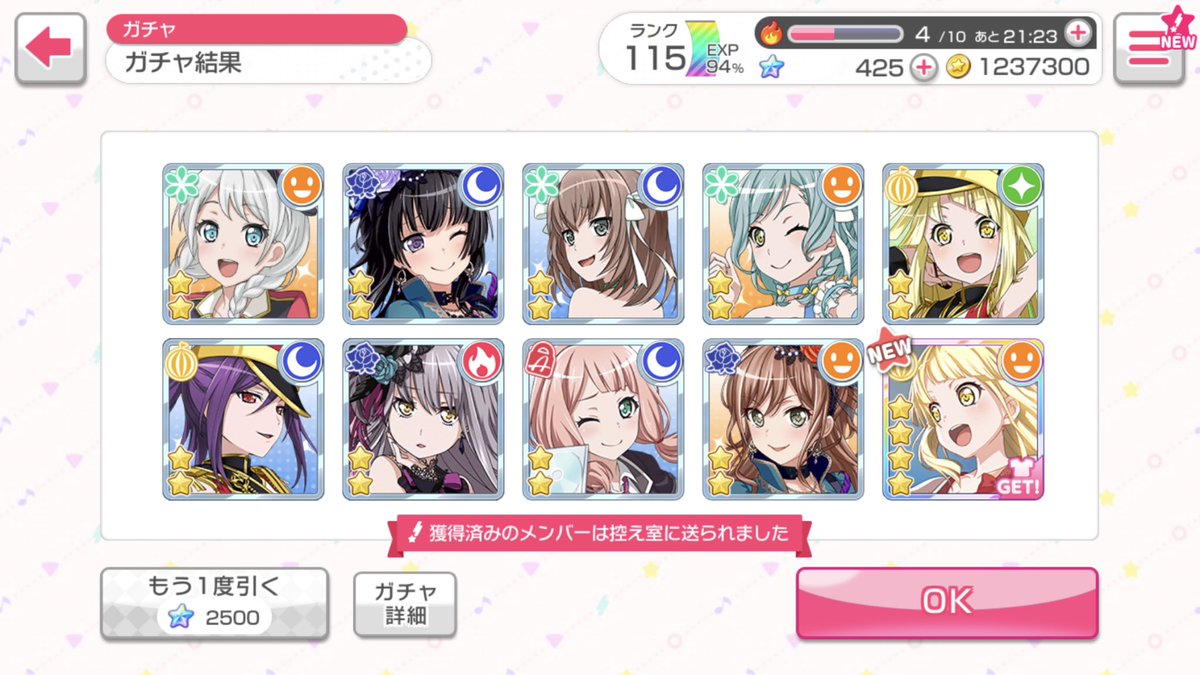 ガチャ
ガチャ結果
ランク
115
EXP
94%
4 /10 あと21:23
425
1237300
NEW
NEW
GET!
獲得済みのメンバーは控え室に送られました
もう1度引く
2500
ガチャ
詳細
OK